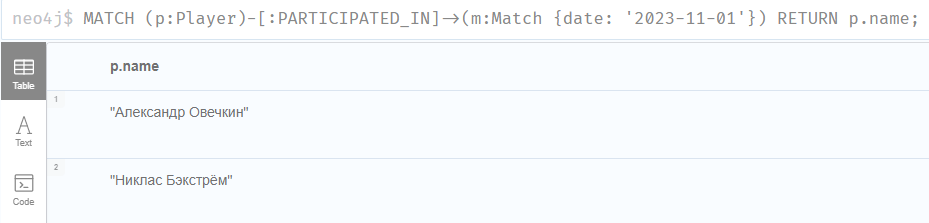 neo4j$ MATCH (p:Player)-[:PARTICIPATED_IN]→(m:Match {date: '2023-11-01'}) RETURN p.name;
Table
p.name
1
"Александр Овечкин"
Text
2
"Никлас Бэкстрём"
Code